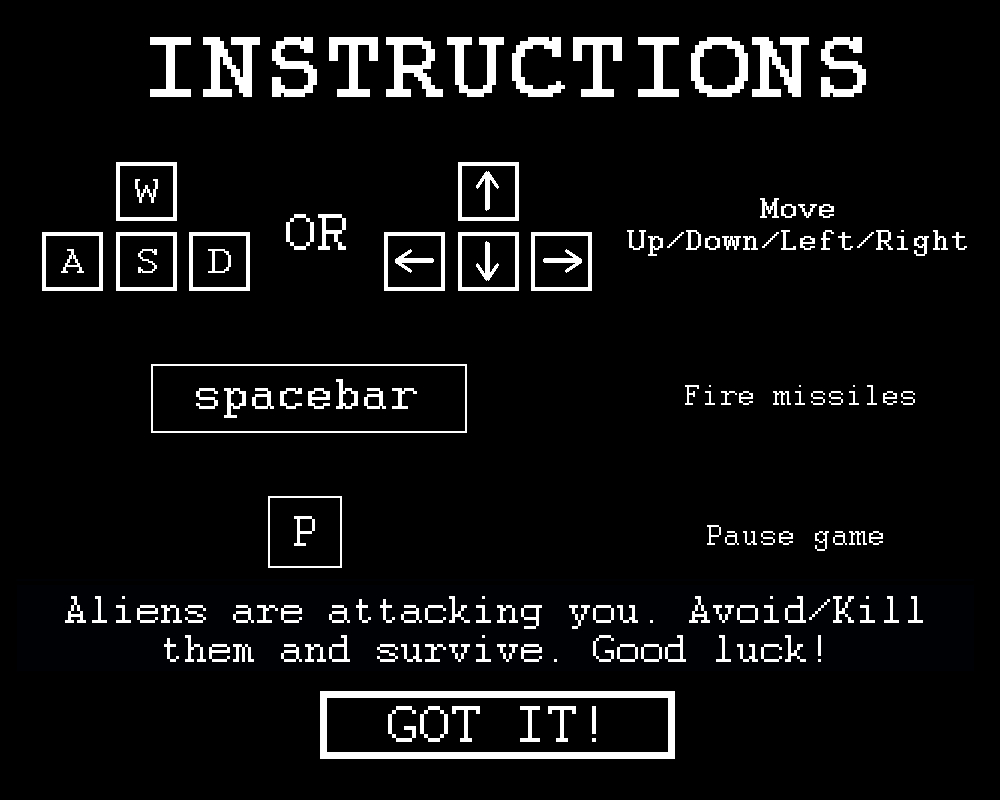 INSTRUCTIONS
W
A S D
OR
↑
← ↓ →
Move
Up/Down/Left/Right
spacebar
Fire missiles
P
Pause game
Aliens are attacking you. Avoid/Kill
them and survive. Good luck!
GOT IT!